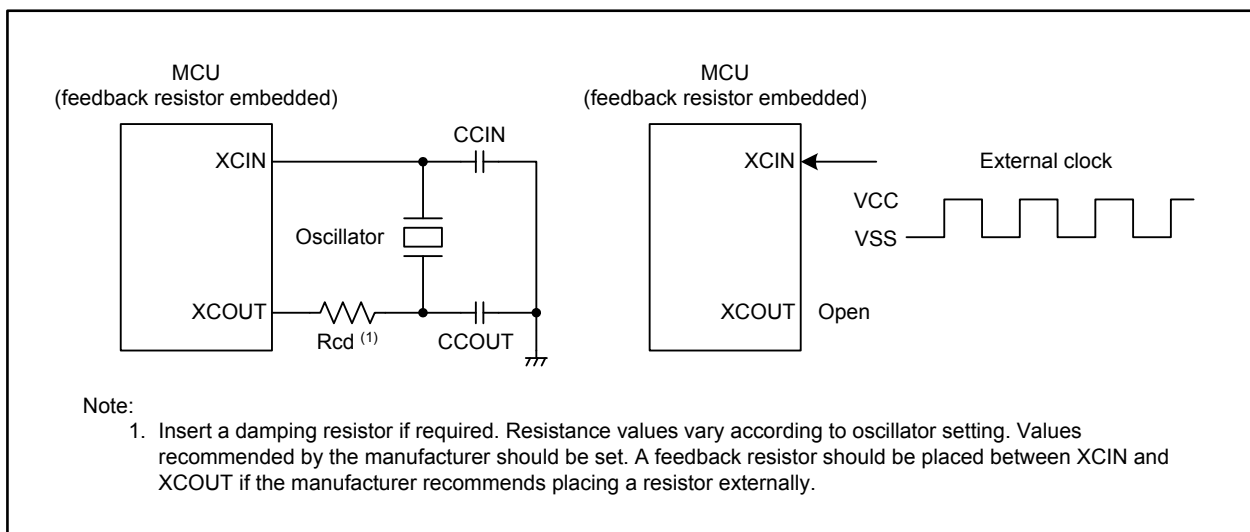 MCU
(feedback resistor embedded)
CCIN
XCIN
Oscillator
XCOUT
Rcd (1)
CCOUT
MCU
(feedback resistor embedded)
XCIN
External clock
VCC
VSS
XCOUT
Open
Note:
1. Insert a damping resistor if required. Resistance values vary according to oscillator setting. Values
recommended by the manufacturer should be set. A feedback resistor should be placed between XCIN and
XCOUT if the manufacturer recommends placing a resistor externally.